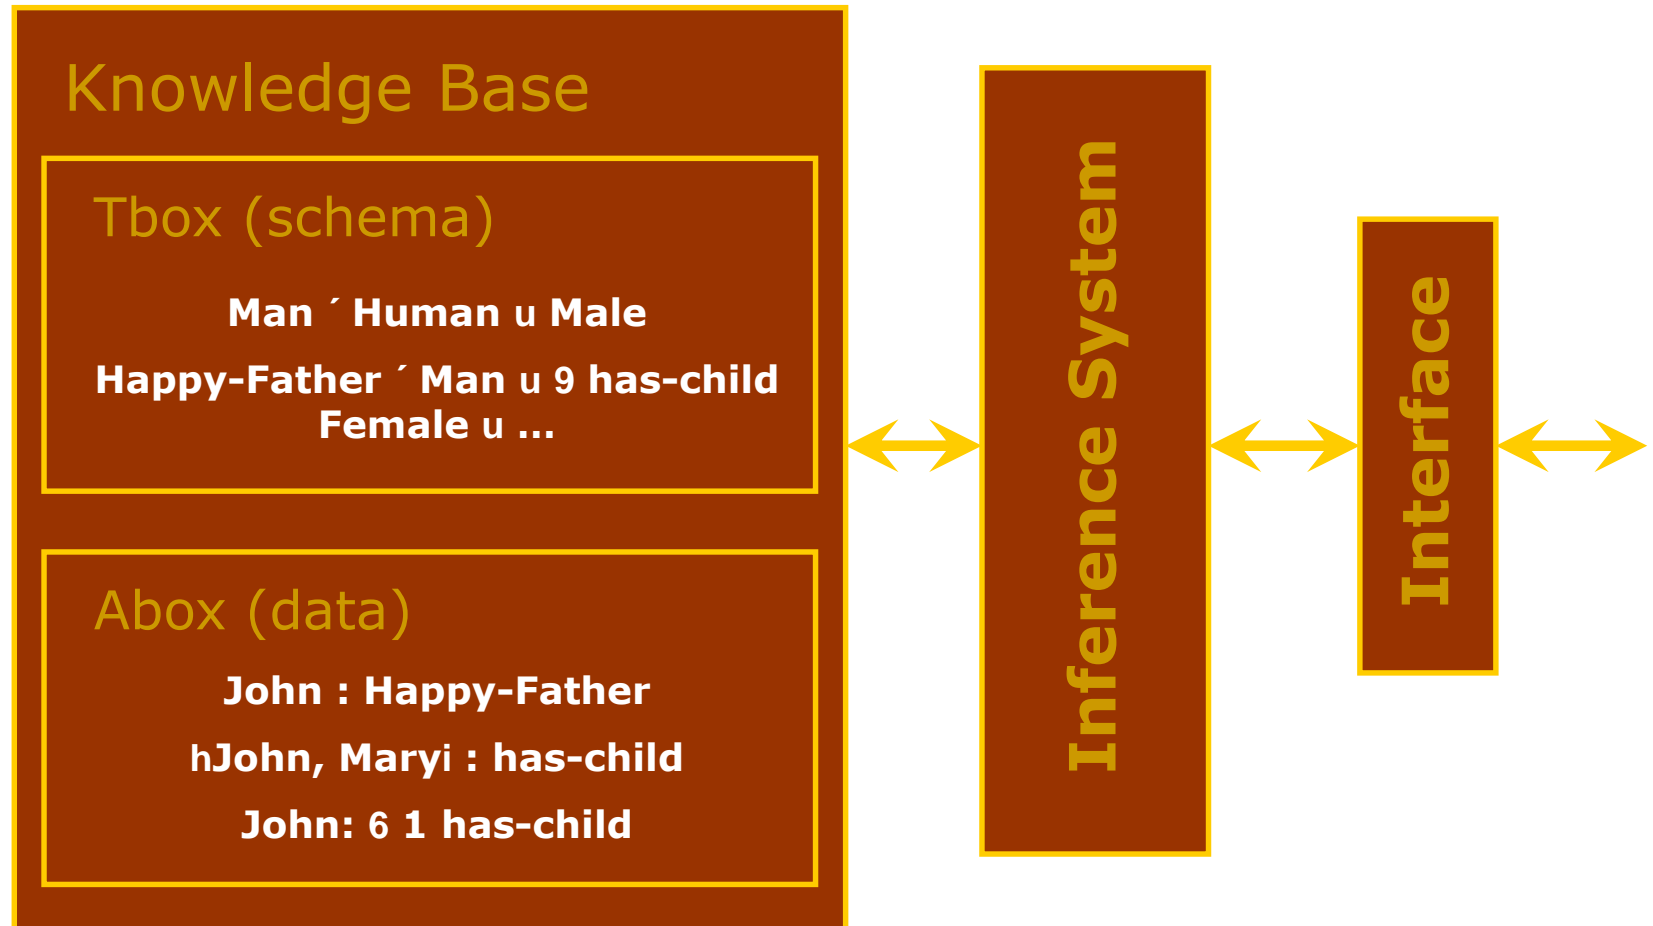 Knowledge Base
Tbox (schema)
Man ´ Human u Male
Happy-Father ´ Man u 9 has-child
Female u ...
Abox (data)
John : Happy-Father
hJohn, Maryi : has-child
John: 6 1 has-child
Inference System
Interface